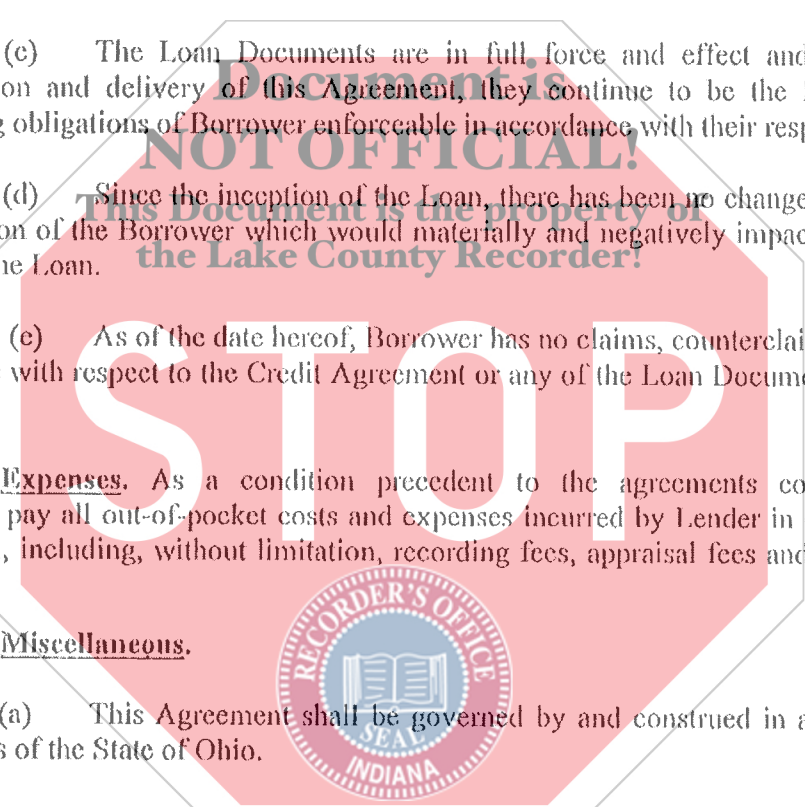 (c) The Loan Documents are in full force and effect and
on and delivery of this Agreement, they continue to be the
g obligations of Borrower enforceable in accordance with their resp
Document is
NOT OFFICIAL!
This Document is the property of
the Lake County Recorder!
(d) Since the inception of the Loan, there has been no change
on of the Borrower which would materially and negatively impac
he Loan.
(e) As of the date hereof, Borrower has no claims, counterclai
with respect to the Credit Agreement or any of the Loan Docume
STOP
Expenses. As a condition precedent to the agreements co
pay all out-of-pocket costs and expenses incurred by Lender in
, including, without limitation, recording fees, appraisal fees and
RECORDER'S OFFICE
SEAL
INDIANA
Miscellaneous.
(a) This Agreement shall be governed by and construed in a
s of the State of Ohio.